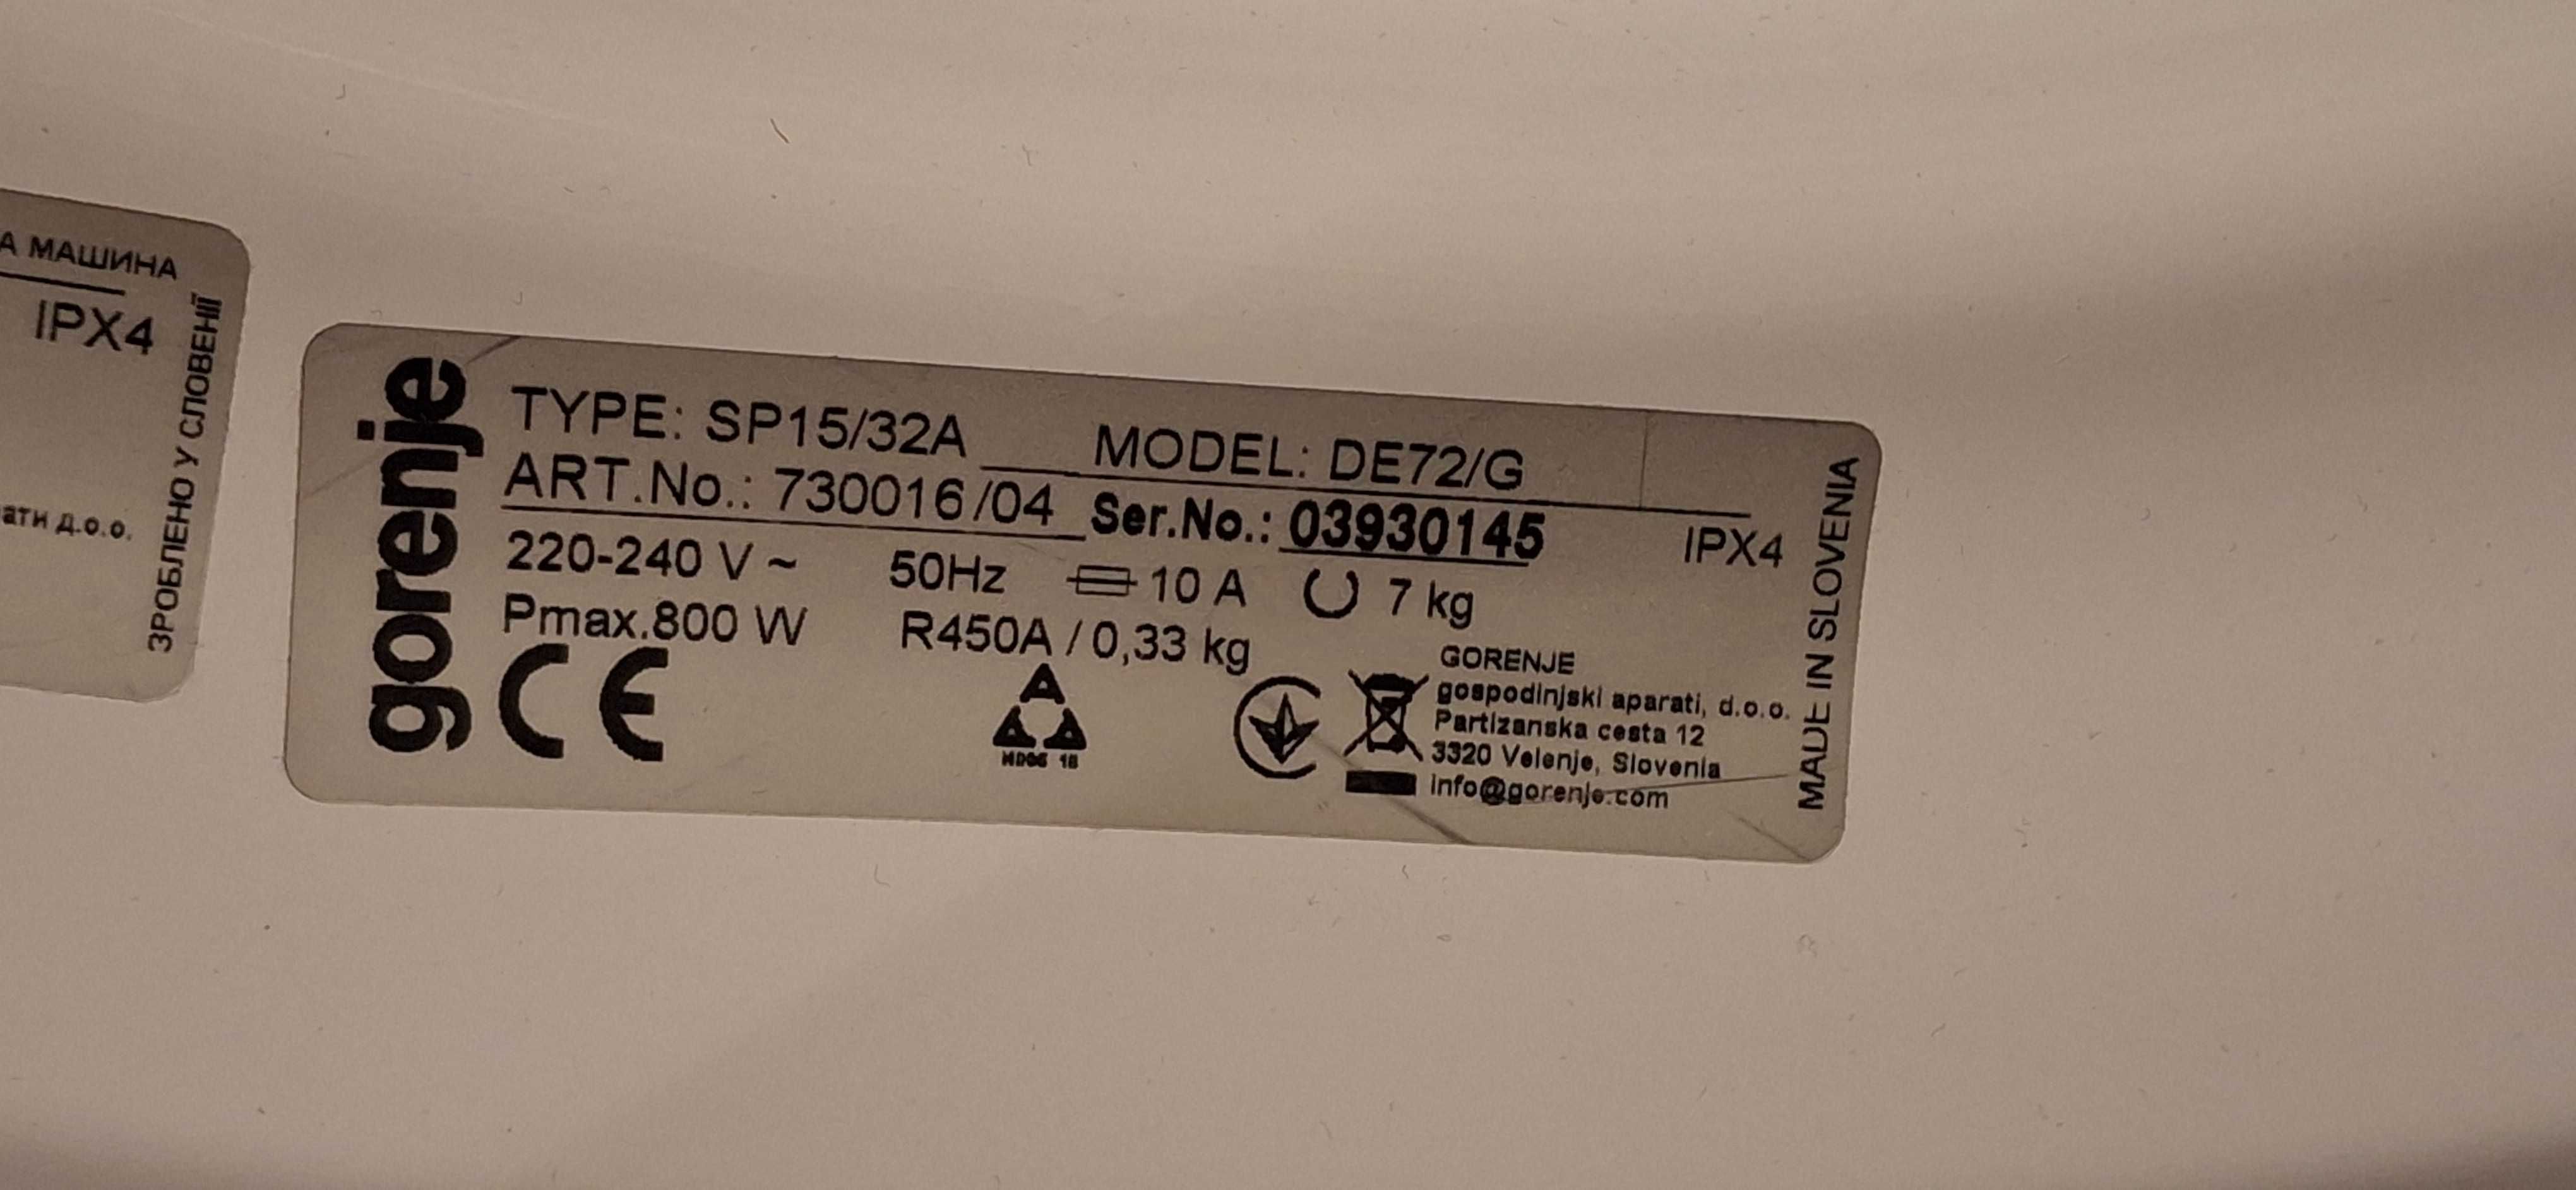 А МАШИНА
IPX4
ати д.о.о.
ЗРОБЛЕНО У СЛОВЕНІЇ
gorenje
TYPE: SP15/32A MODEL: DE72/G
ART.No.: 730016/04 Ser.No.: 03930145 IPX4
220-240 V ~ 50Hz 10 A 7 kg
Pmax.800 W R450A / 0,33 kg
CE
GORENJE
gospodinjski aparati, d.o.o.
Partizanska cesta 12
3320 Velenje, Slovenia
info@gorenje.com
MADE IN SLOVENIA